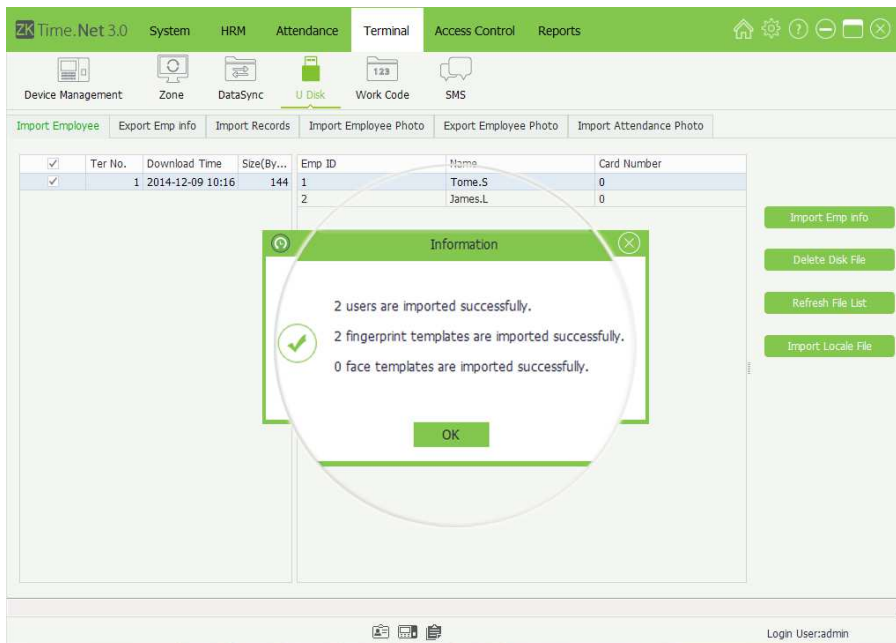 ZK Time.Net 3.0 System HRM Attendance Terminal Access Control Reports
123
Device Management Zone DataSync U Disk Work Code SMS
Import Employee Export Emp info Import Records Import Employee Photo Export Employee Photo Import Attendance Photo
Ter No. Download Time Size(By... Emp ID Name Card Number
1 2014-12-09 10:16 144 1 Tome.S 0
2 James.L 0
Import Emp info
Information
Delete Disk File
2 users are imported successfully.
Refresh File List
2 fingerprint templates are imported successfully.
Import Locale File
0 face templates are imported successfully.
OK
Login User:admin